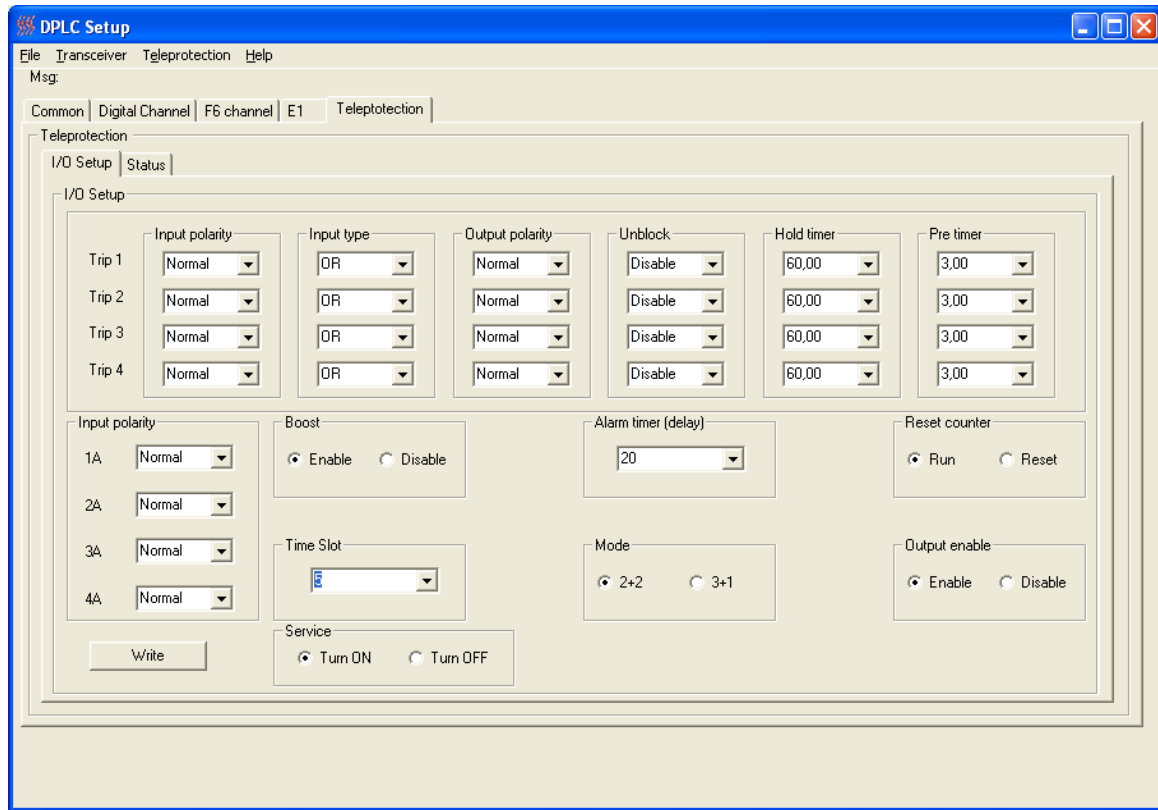 DPLC Setup
File Transceiver Teleprotection Help
Msg:
Common Digital Channel F6 channel E1 Teleptotection
Teleprotection
I/O Setup Status
I/O Setup
Input polarity Input type Output polarity Unblock Hold timer Pre timer
Trip 1 Normal OR Normal Disable 60,00 3,00
Trip 2 Normal OR Normal Disable 60,00 3,00
Trip 3 Normal OR Normal Disable 60,00 3,00
Trip 4 Normal OR Normal Disable 60,00 3,00
Input polarity Boost Alarm timer (delay) Reset counter
1A Normal Enable Disable 20 Run Reset
2A Normal
Time Slot Mode Output enable
3A Normal
5 2+2 3+1 Enable Disable
4A Normal
Service
Write Turn ON Turn OFF